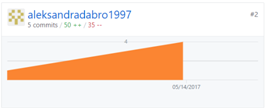 aleksandradabro1997
#2
5 commits / 50 ++ / 35 --
4
05/14/2017